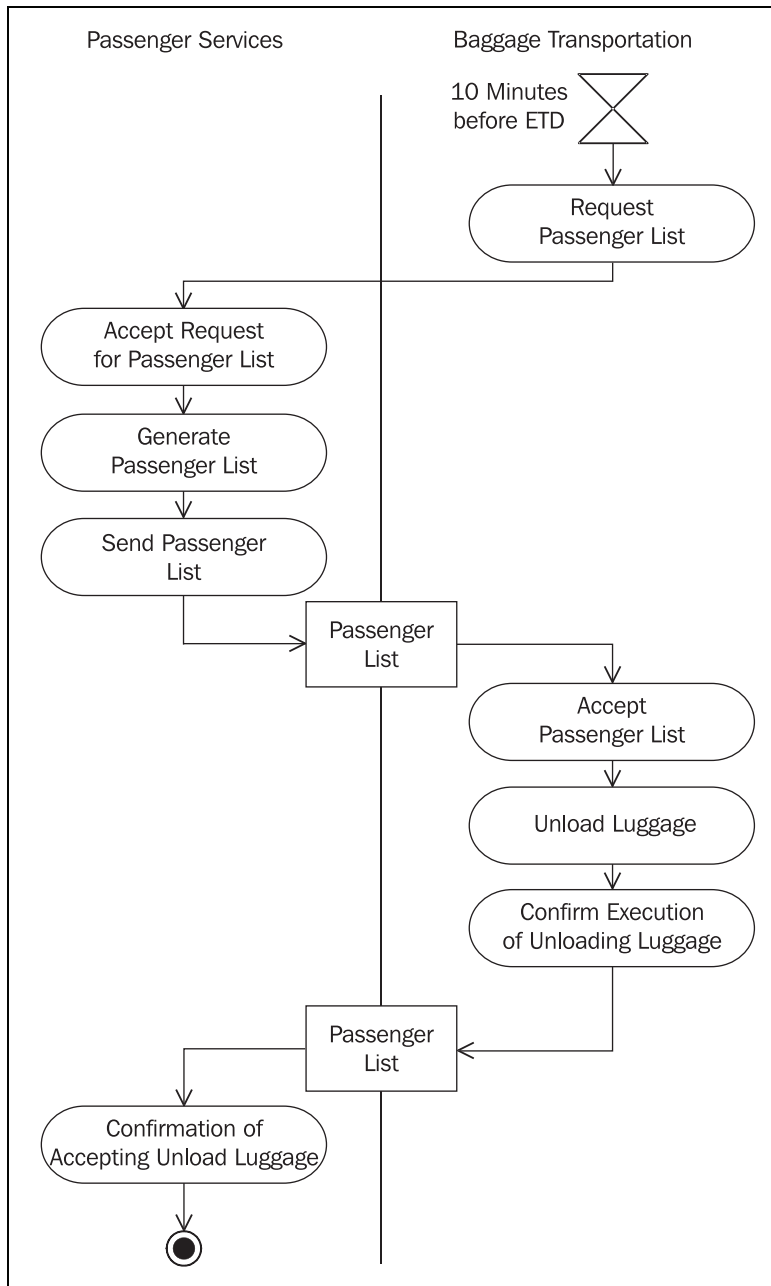 Passenger Services
Baggage Transportation
10 Minutes
before ETD
Request
Passenger List
Accept Request
for Passenger List
Generate
Passenger List
Send Passenger
List
Passenger
List
Accept
Passenger List
Unload Luggage
Confirm Execution
of Unloading Luggage
Passenger
List
Confirmation of
Accepting Unload Luggage